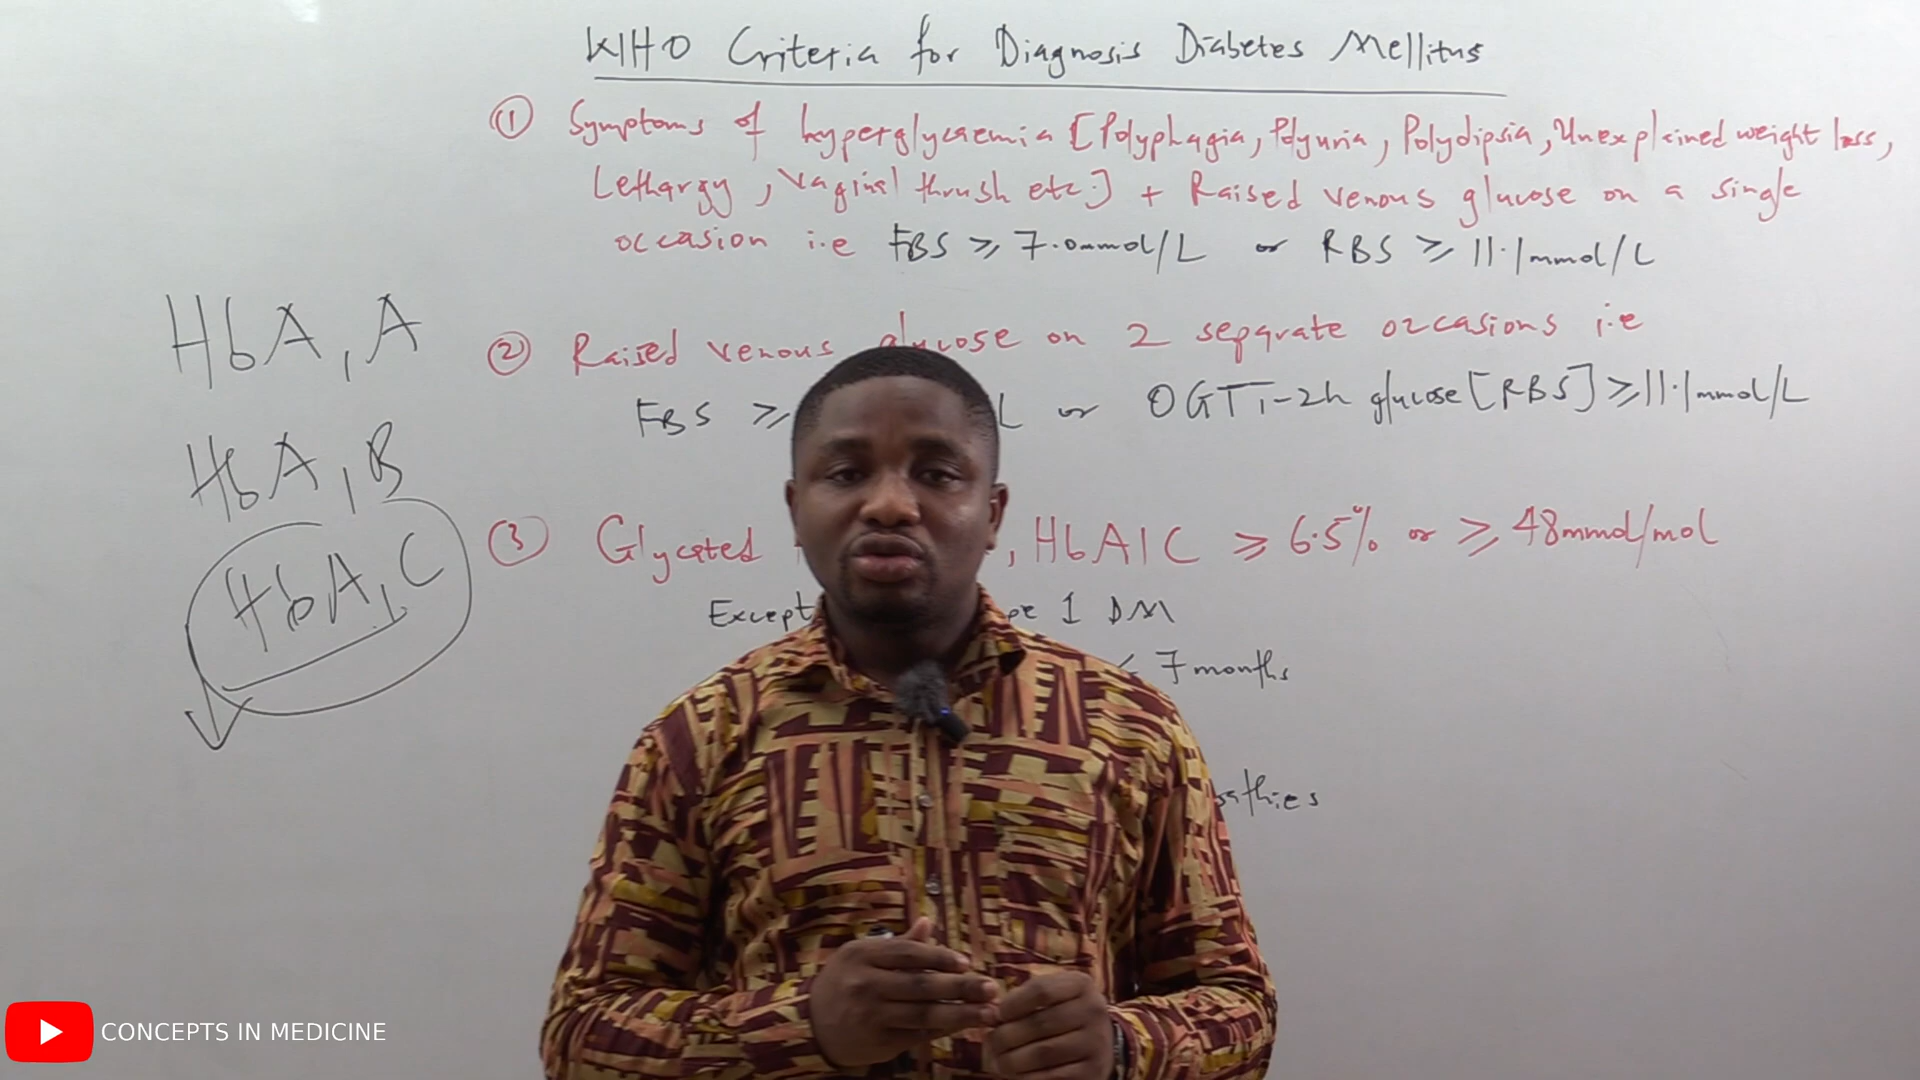 WHO Criteria for Diagnosis Diabetes Mellitus
① Symptoms of hyperglycaemia [Polyphagia, Polyuria, Polydipsia, Unexplained weight loss,
Lethargy, Vaginal thrush etc.] + Raised venous glucose on a single
occasion i.e FBS ≥ 7.0mmol/L or RBS ≥ 11.1mmol/L
② Raised venous glucose on 2 separate occasions i.e
FBS ≥ L or OGTT-2h glucose [RBS] ≥ 11.1mmol/L
③ Glycated , HbA1C ≥ 6.5% or ≥ 48mmol/mol
Except 1 DM
< 7 months
HbA1A
HbA1B
HbA1C
CONCEPTS IN MEDICINE